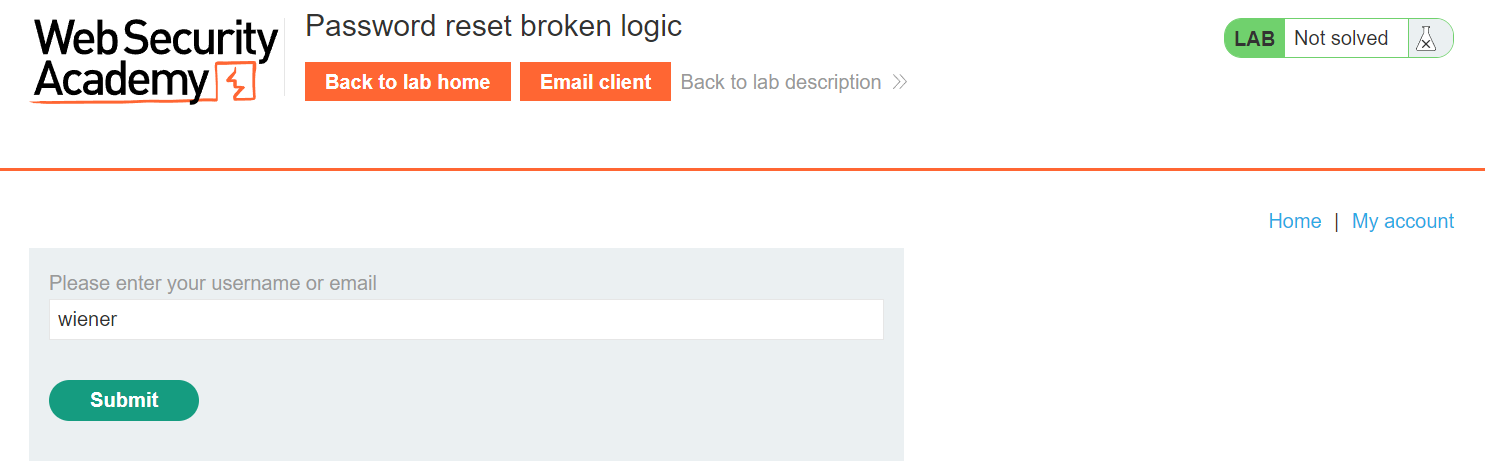 Web Security
Academy
Password reset broken logic
Back to lab home
Email client
Back to lab description
LAB
Not solved
Home | My account
Please enter your username or email
wiener
Submit